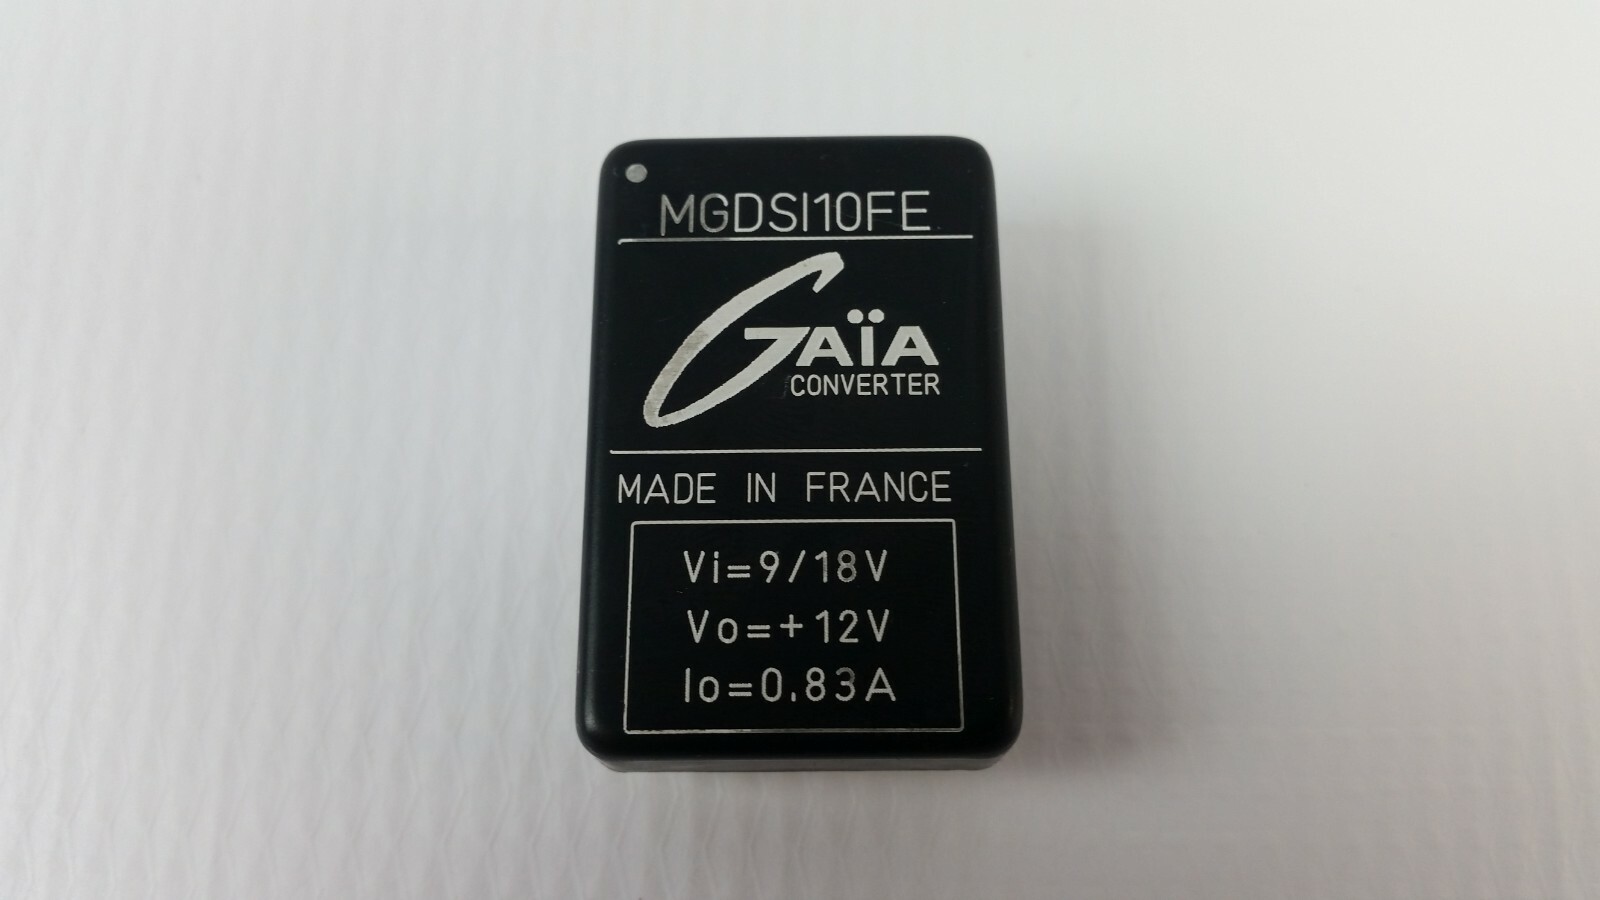 MGDSI10FE
GAÏA
CONVERTER
MADE IN FRANCE
Vi=9/18V
Vo=+12V
Io=0.83A